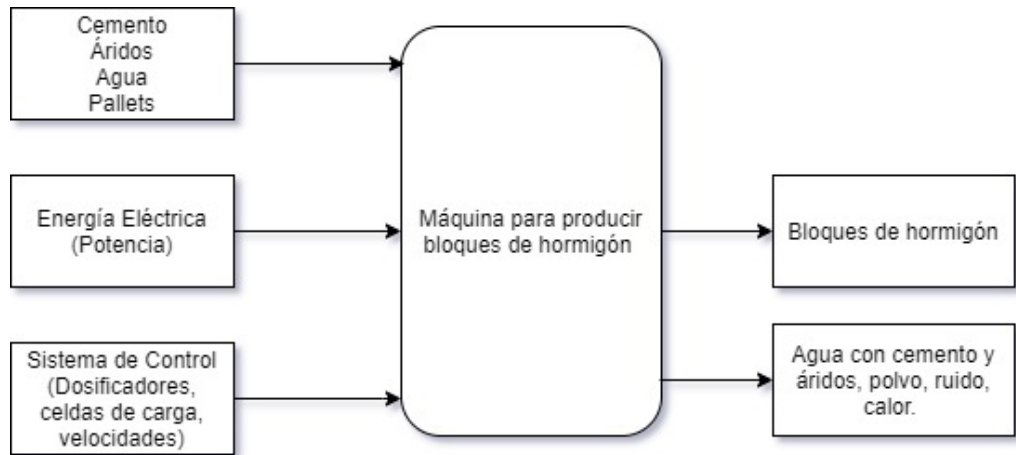 Cemento
Áridos
Agua
Pallets
Energía Eléctrica
(Potencia)
Sistema de Control
(Dosificadores,
celdas de carga,
velocidades)
Máquina para producir
bloques de hormigón
Bloques de hormigón
Agua con cemento y
áridos, polvo, ruido,
calor.